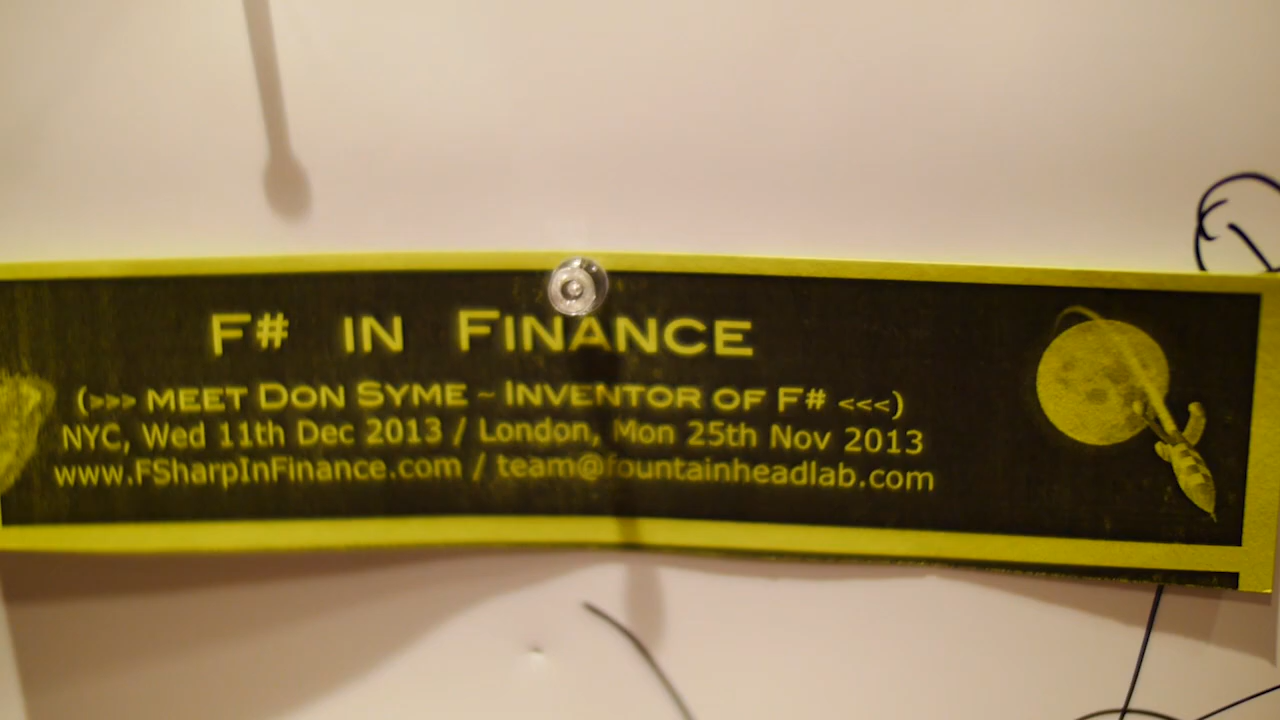 F# IN FINANCE
(>>> MEET DON SYME ~ INVENTOR OF F# <<<)
NYC, Wed 11th Dec 2013 / London, Mon 25th Nov 2013
www.FSharpInFinance.com / team@fountainheadlab.com